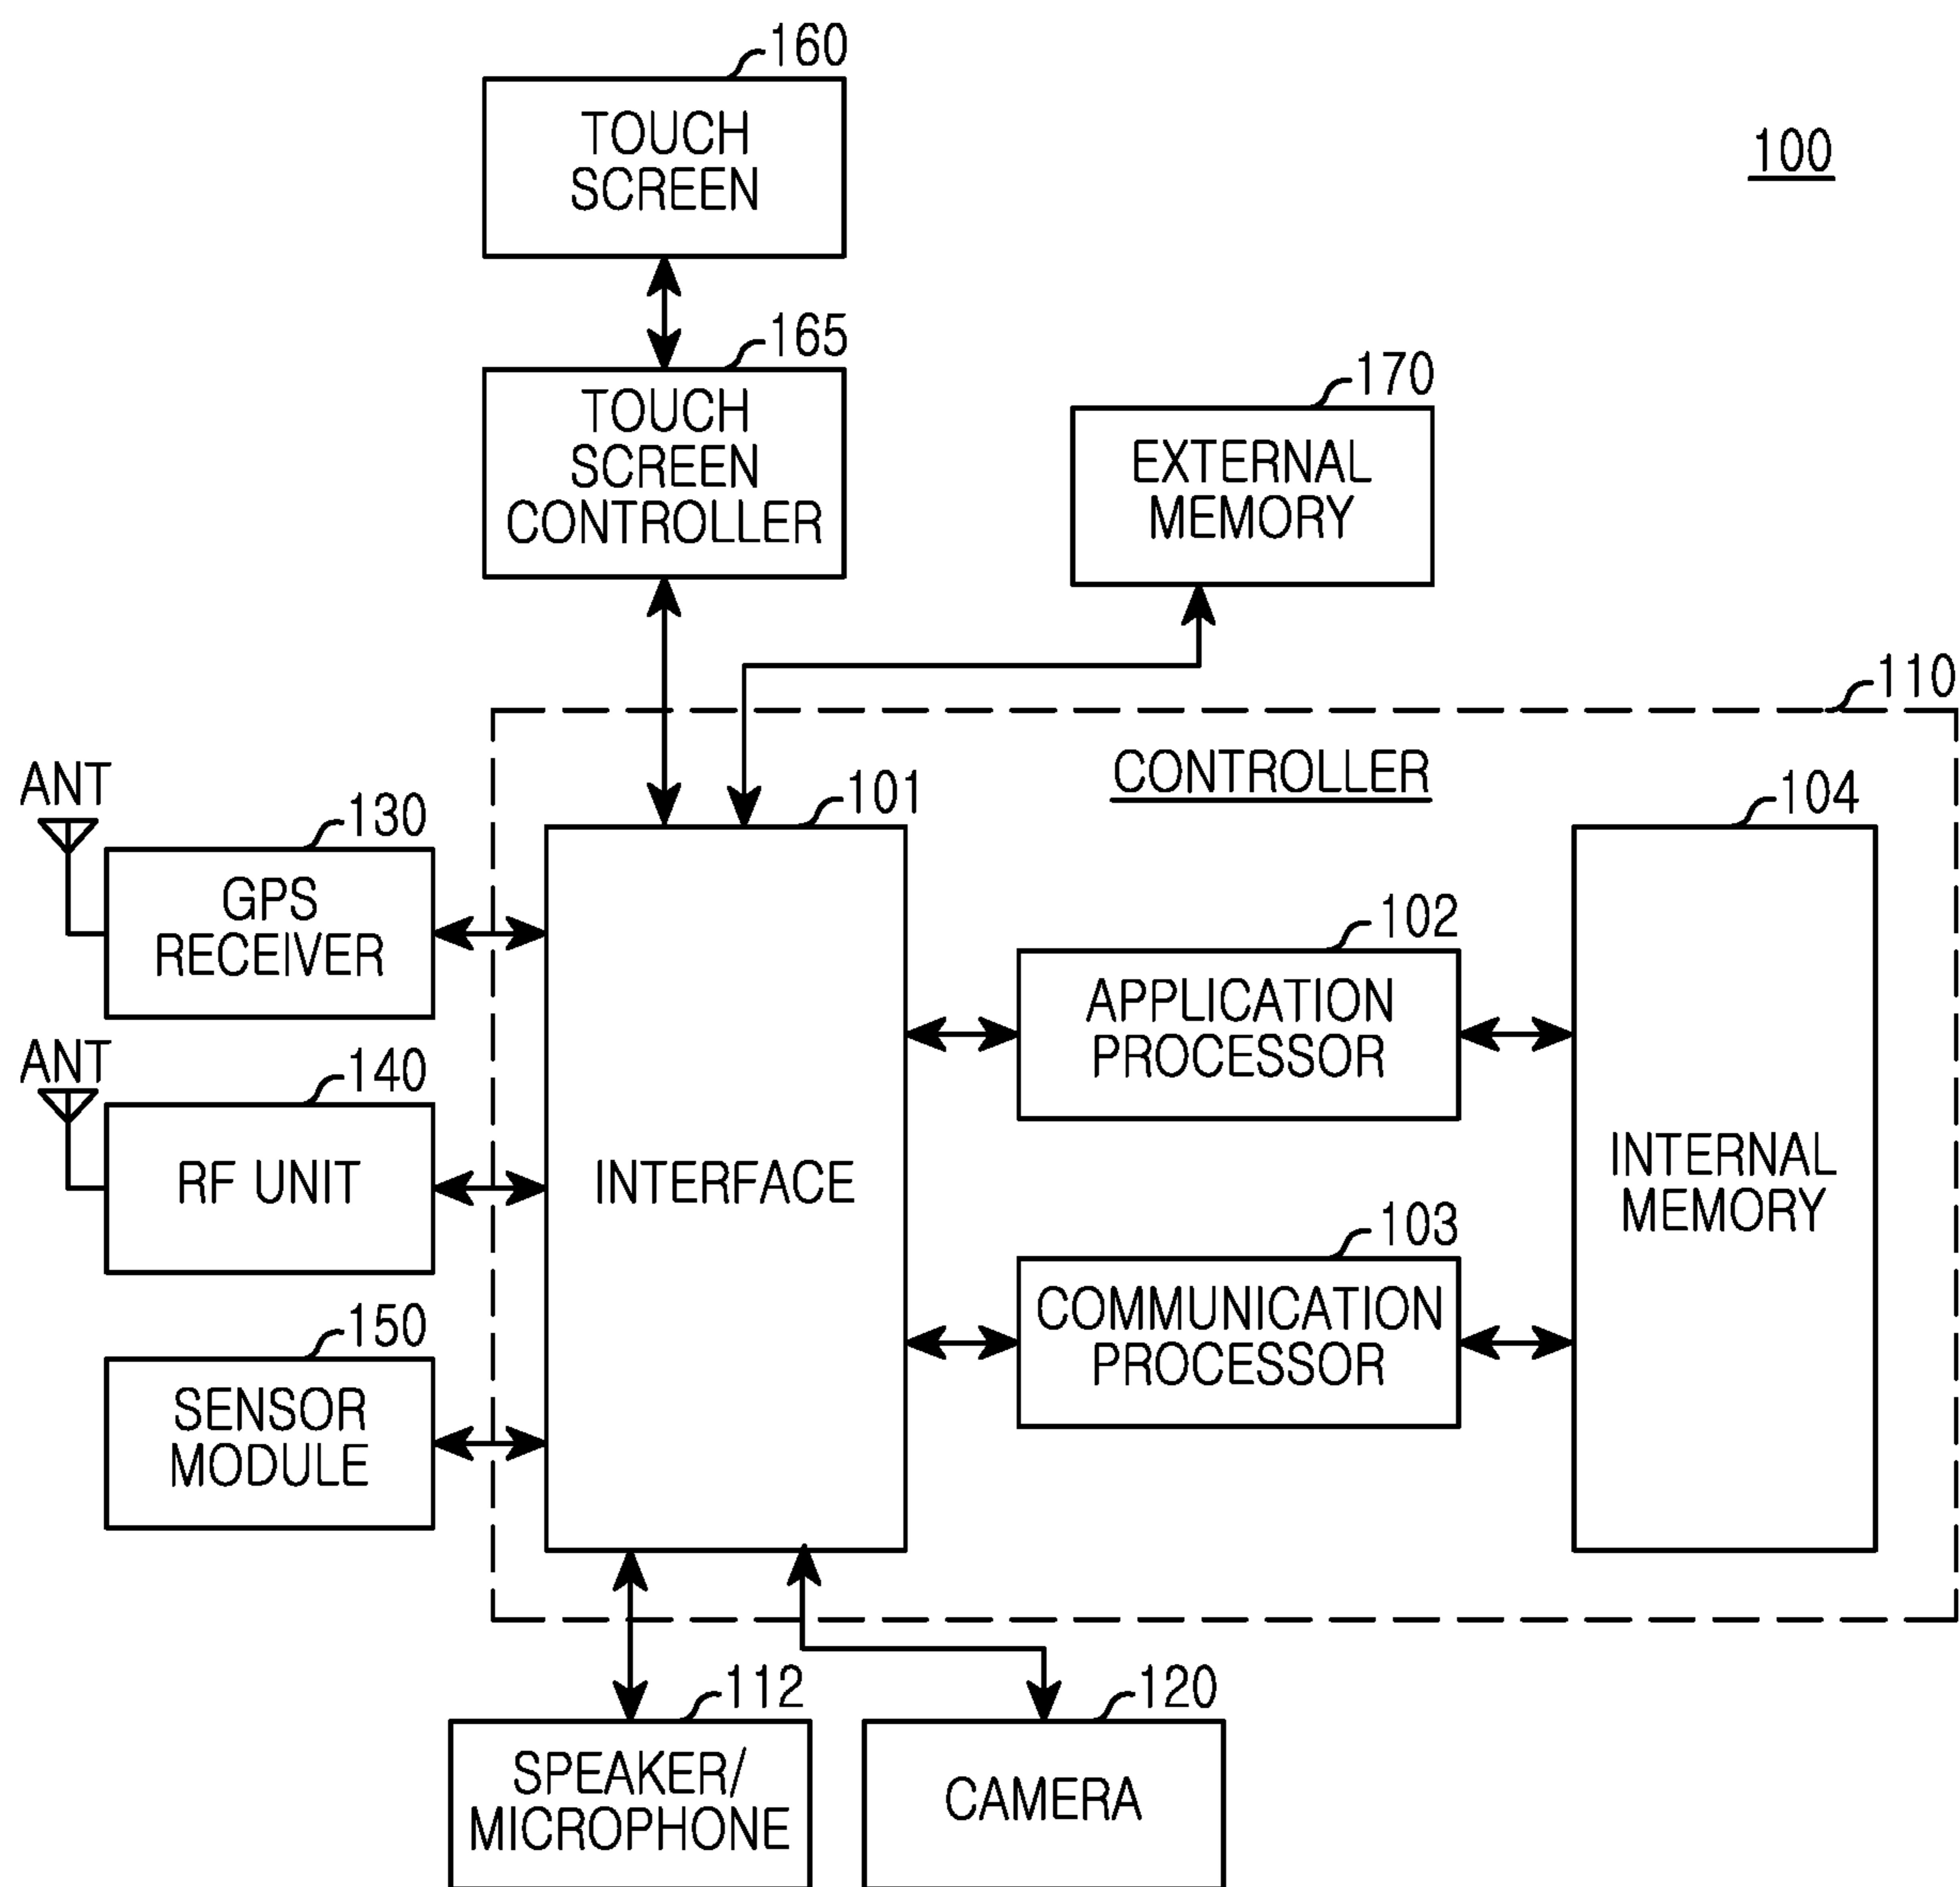 160
TOUCH
SCREEN
100
165
TOUCH
SCREEN
CONTROLLER
170
EXTERNAL
MEMORY
110
CONTROLLER
ANT
130
GPS
RECEIVER
101
INTERFACE
104
INTERNAL
MEMORY
102
APPLICATION
PROCESSOR
ANT
140
RF UNIT
103
COMMUNICATION
PROCESSOR
150
SENSOR
MODULE
112
SPEAKER/
MICROPHONE
120
CAMERA